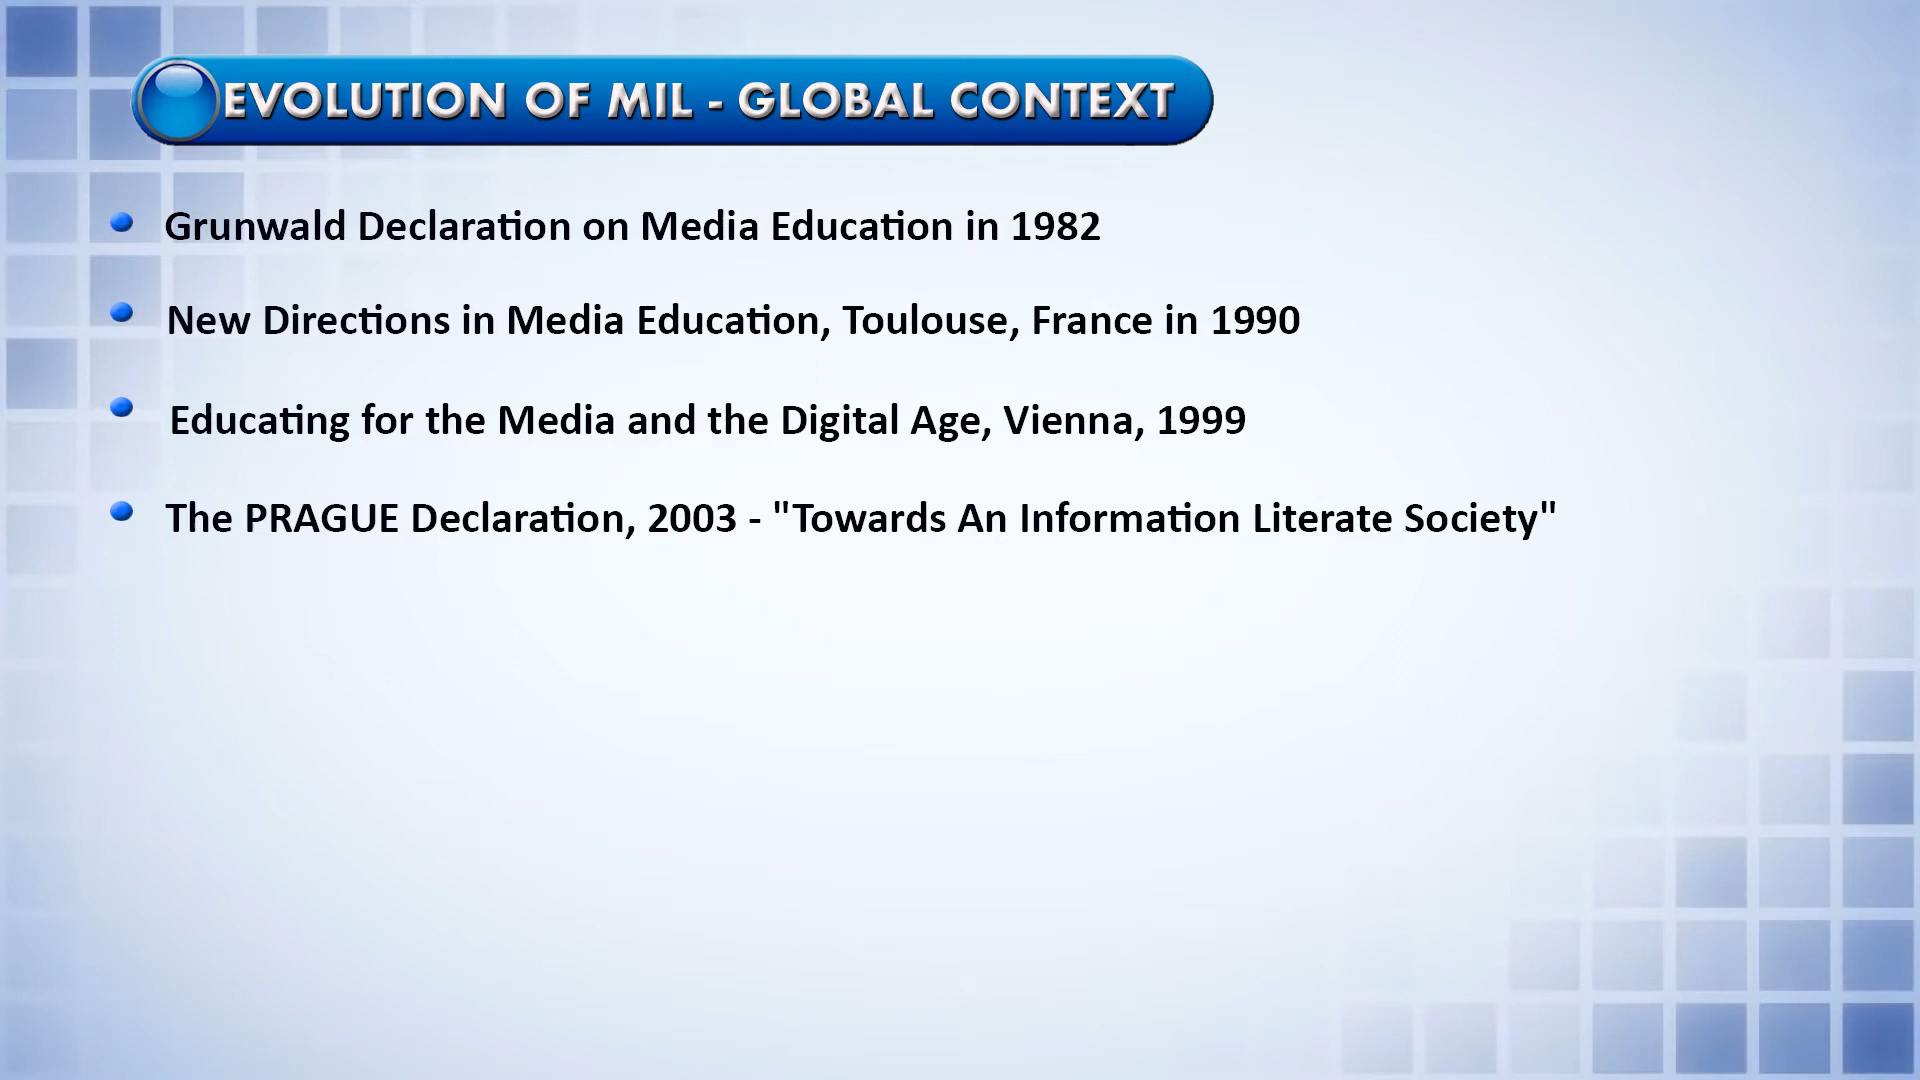 EVOLUTION OF MIL - GLOBAL CONTEXT
Grunwald Declaration on Media Education in 1982
New Directions in Media Education, Toulouse, France in 1990
Educating for the Media and the Digital Age, Vienna, 1999
The PRAGUE Declaration, 2003 - "Towards An Information Literate Society"